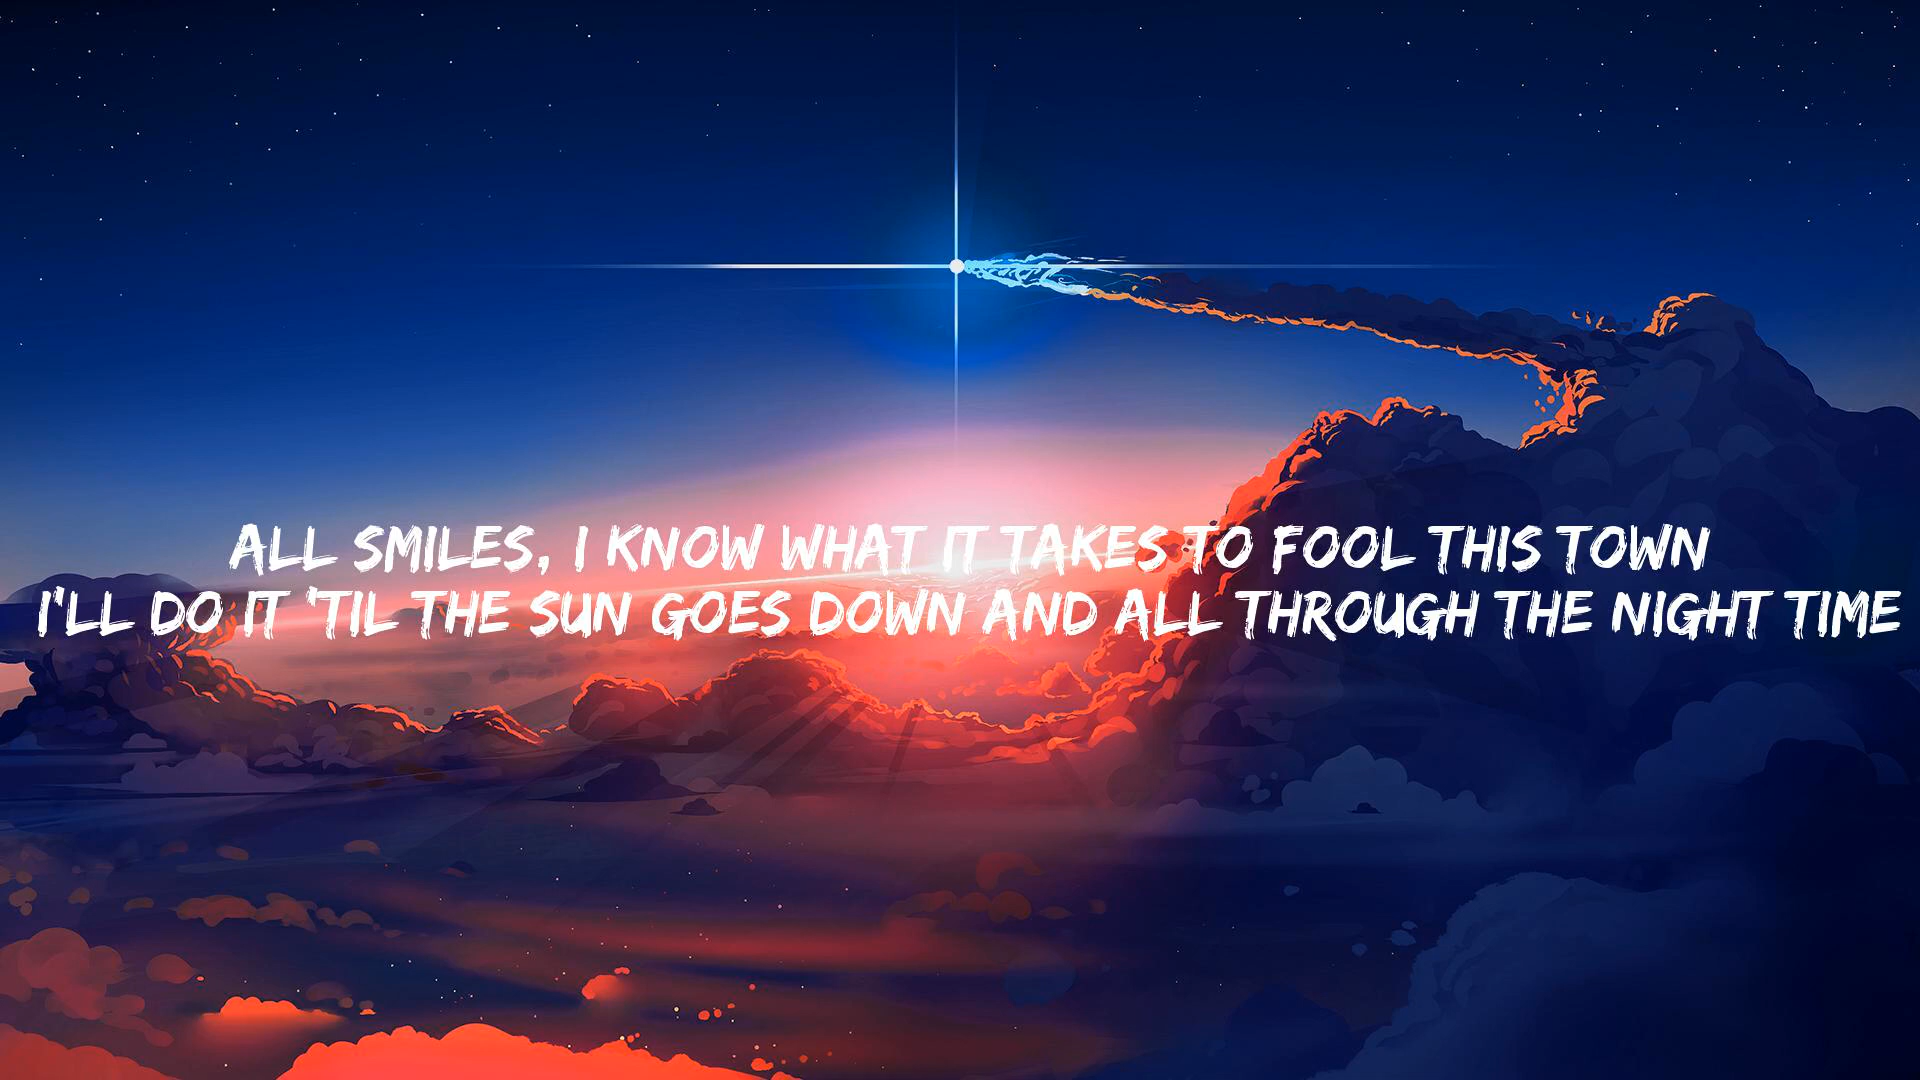 ALL SMILES, I KNOW WHAT IT TAKES TO FOOL THIS TOWN
I'LL DO IT 'TIL THE SUN GOES DOWN AND ALL THROUGH THE NIGHT TIME